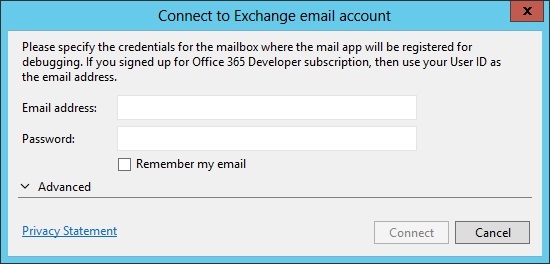 Connect to Exchange email account
x
Please specify the credentials for the mailbox where the mail app will be registered for
debugging. If you signed up for Office 365 Developer subscription, then use your User ID as
the email address.
Email address:
Password:
Remember my email
Advanced
Privacy Statement
Connect
Cancel